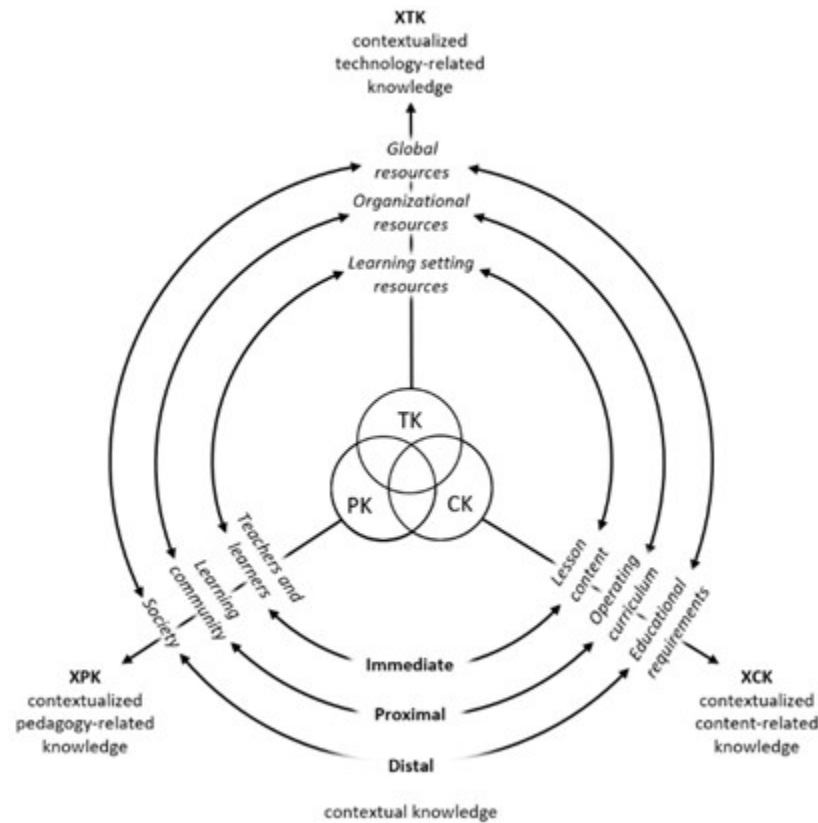 XTK
contextualized
technology-related
knowledge
Global
resources
Organizational
resources
Learning setting
resources
TK
PK
CK
Teachers and
learners
Learning
community
Society
Lesson
content
Operating
curriculum
Educational
requirements
Immediate
Proximal
Distal
XPK
contextualized
pedagogy-related
knowledge
XCK
contextualized
content-related
knowledge
contextual knowledge